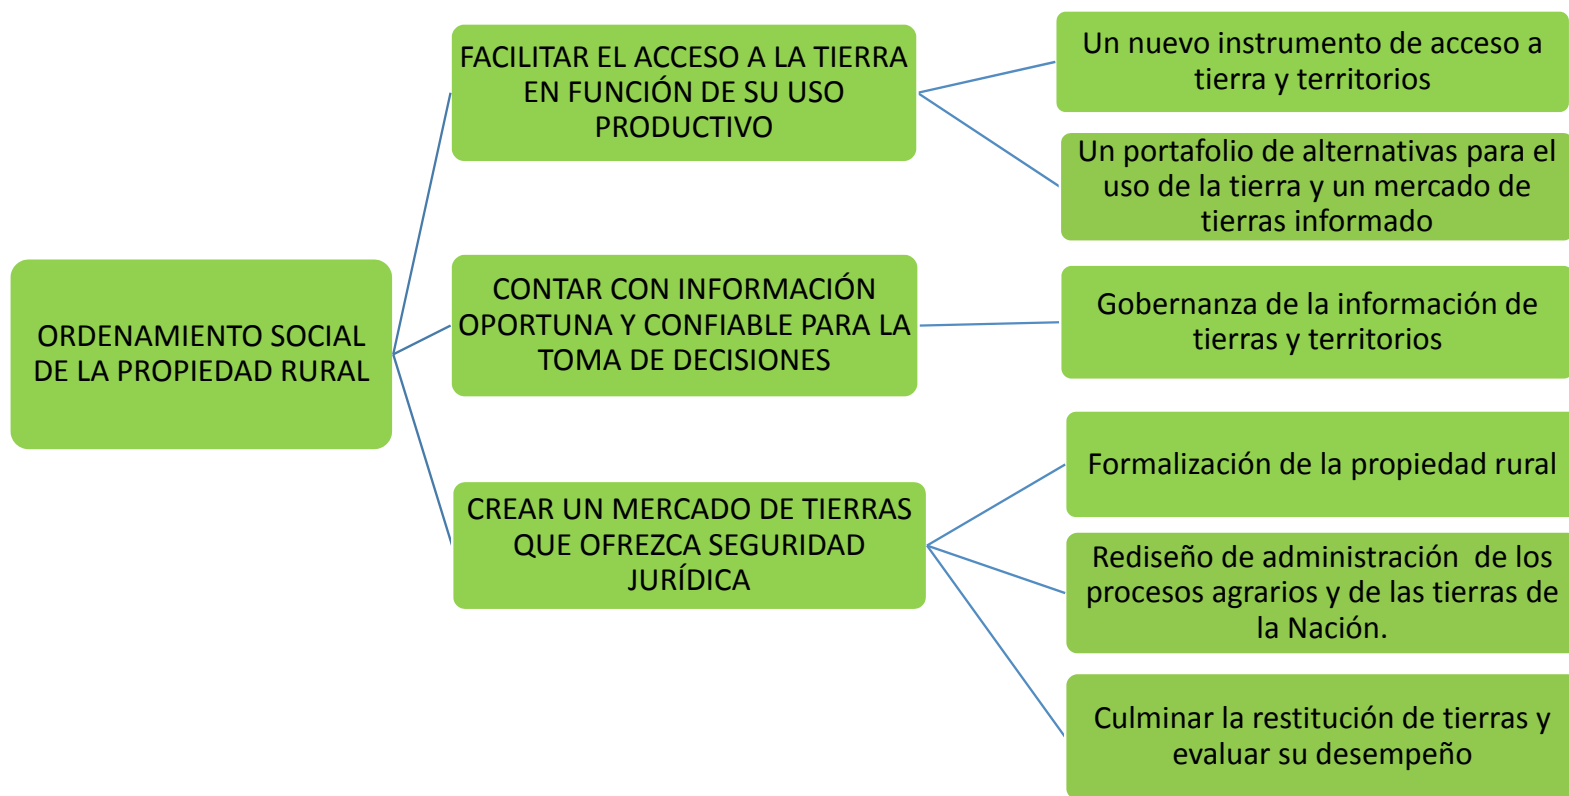 ORDENAMIENTO SOCIAL
DE LA PROPIEDAD RURAL
FACILITAR EL ACCESO A LA TIERRA
EN FUNCIÓN DE SU USO
PRODUCTIVO
Un nuevo instrumento de acceso a
tierra y territorios
Un portafolio de alternativas para el
uso de la tierra y un mercado de
tierras informado
CONTAR CON INFORMACIÓN
OPORTUNA Y CONFIABLE PARA LA
TOMA DE DECISIONES
Gobernanza de la información de
tierras y territorios
CREAR UN MERCADO DE TIERRAS
QUE OFREZCA SEGURIDAD
JURÍDICA
Formalización de la propiedad rural
Rediseño de administración  de los
procesos agrarios y de las tierras de
la Nación.
Culminar la restitución de tierras y
evaluar su desempeño